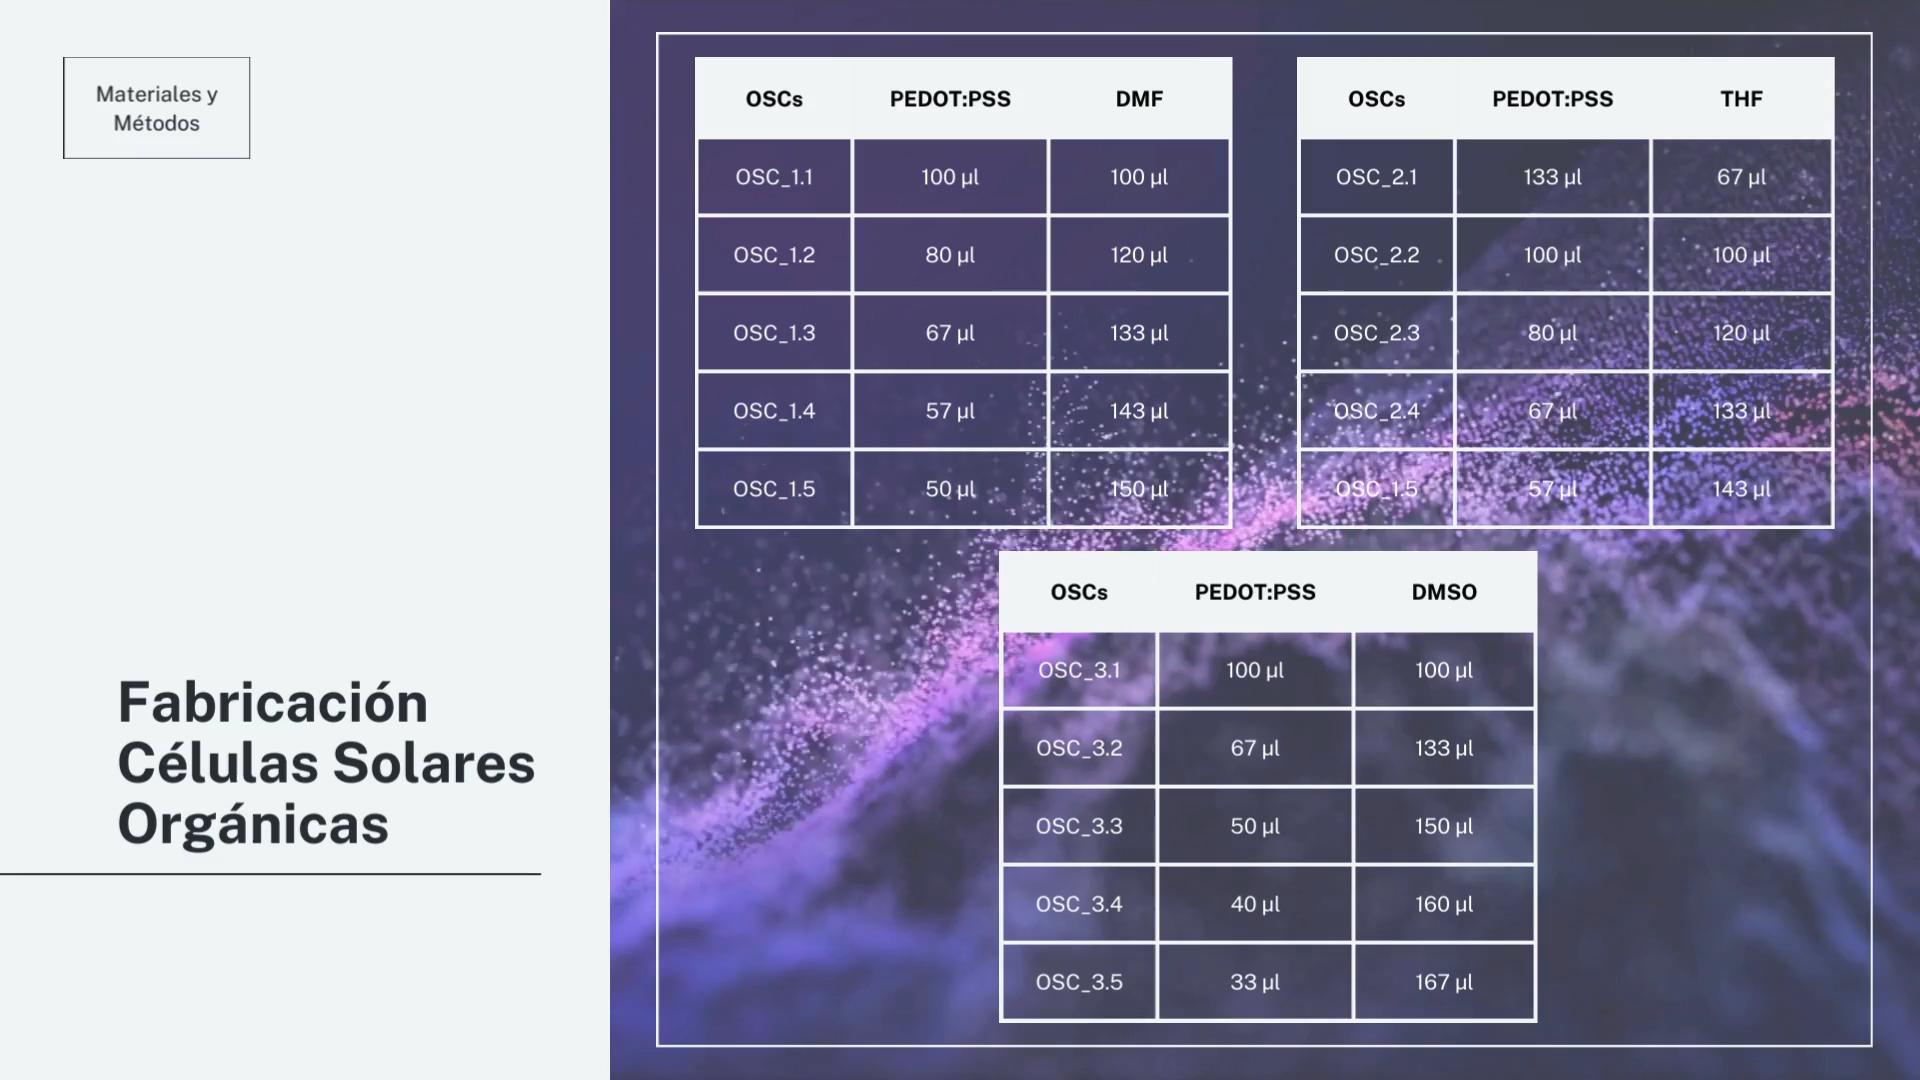 Materiales y
Métodos
Fabricación
Células Solares
Orgánicas
OSCs PEDOT:PSS DMF
OSC_1.1 100 µl 100 µl
OSC_1.2 80 µl 120 µl
OSC_1.3 67 µl 133 µl
OSC_1.4 57 µl 143 µl
OSC_1.5 50 µl 150 µl
OSCs PEDOT:PSS THF
OSC_2.1 133 µl 67 µl
OSC_2.2 100 µl 100 µl
OSC_2.3 80 µl 120 µl
OSC_2.4 67 µl 133 µl
OSC_1.5 57 µl 143 µl
OSCs PEDOT:PSS DMSO
OSC_3.1 100 µl 100 µl
OSC_3.2 67 µl 133 µl
OSC_3.3 50 µl 150 µl
OSC_3.4 40 µl 160 µl
OSC_3.5 33 µl 167 µl